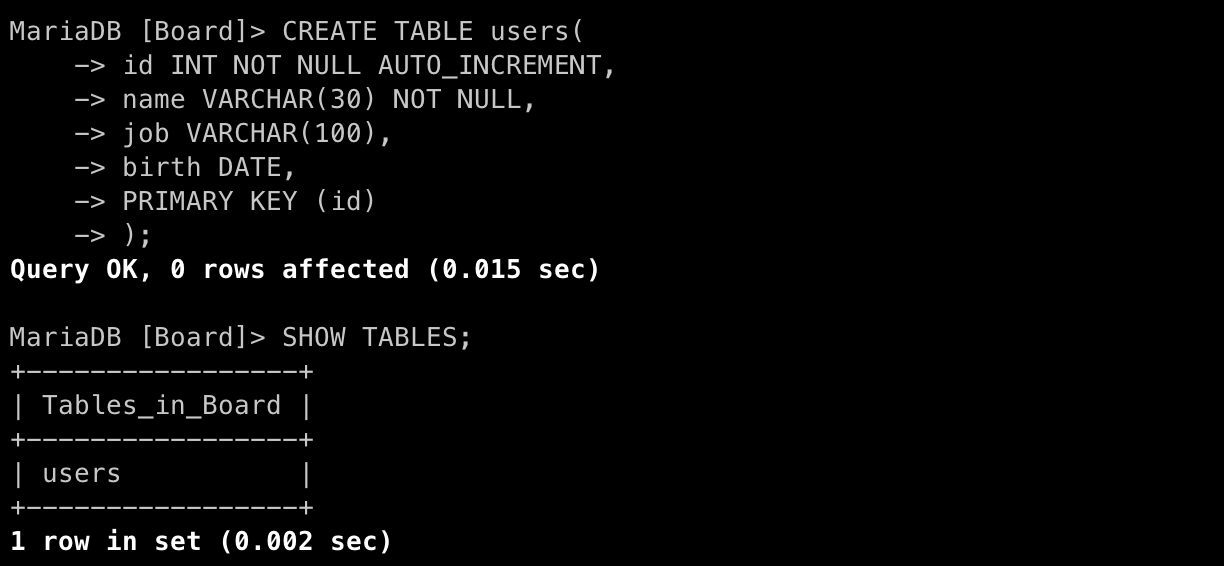 MariaDB [Board]> CREATE TABLE users(
    -> id INT NOT NULL AUTO_INCREMENT,
    -> name VARCHAR(30) NOT NULL,
    -> job VARCHAR(100),
    -> birth DATE,
    -> PRIMARY KEY (id)
    -> );
Query OK, 0 rows affected (0.015 sec)

MariaDB [Board]> SHOW TABLES;
+-----------------+
| Tables_in_Board |
+-----------------+
| users           |
+-----------------+
1 row in set (0.002 sec)